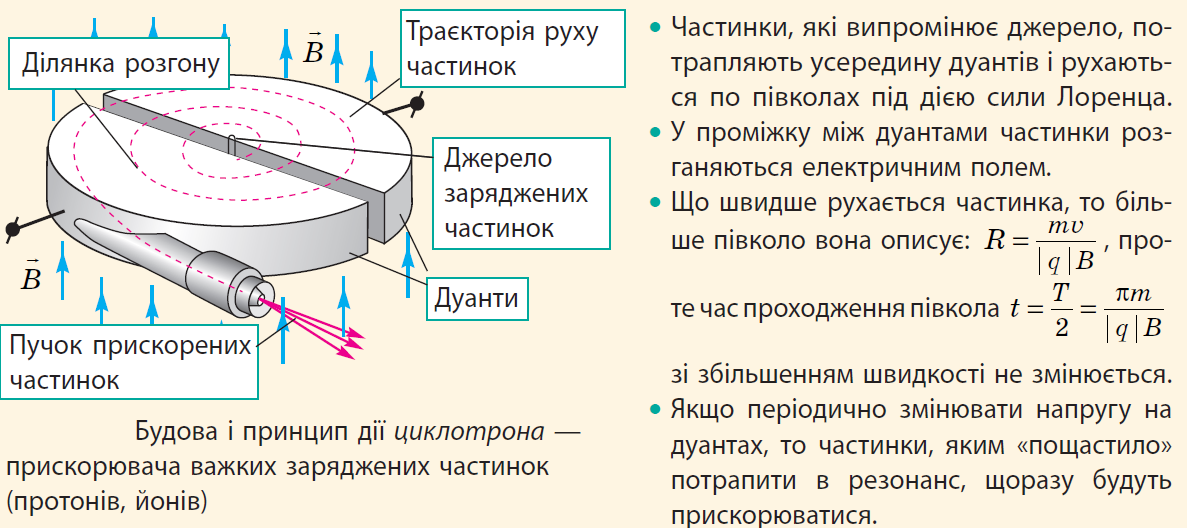 B⃗
Траєкторія руху
частинок
Ділянка розгону
Джерело
заряджених
частинок
B⃗
Дуанти
Пучок прискорених
частинок
Будова і принцип дії циклотрона —
прискорювача важких заряджених частинок
(протонів, йонів)
• Частинки, які випромінює джерело, по-
трапляють усередину дуантів і рухають-
ся по півколах під дією сили Лоренца.
• У проміжку між дуантами частинки роз-
ганяються електричним полем.
• Що швидше рухається частинка, то біль-
ше півколо вона описує: R = mv / |q|B , про-
те час проходження півкола t = T/2 = πm / |q|B
зі збільшенням швидкості не змінюється.
• Якщо періодично змінювати напругу на
дуантах, то частинки, яким «пощастило»
потрапити в резонанс, щоразу будуть
прискорюватися.